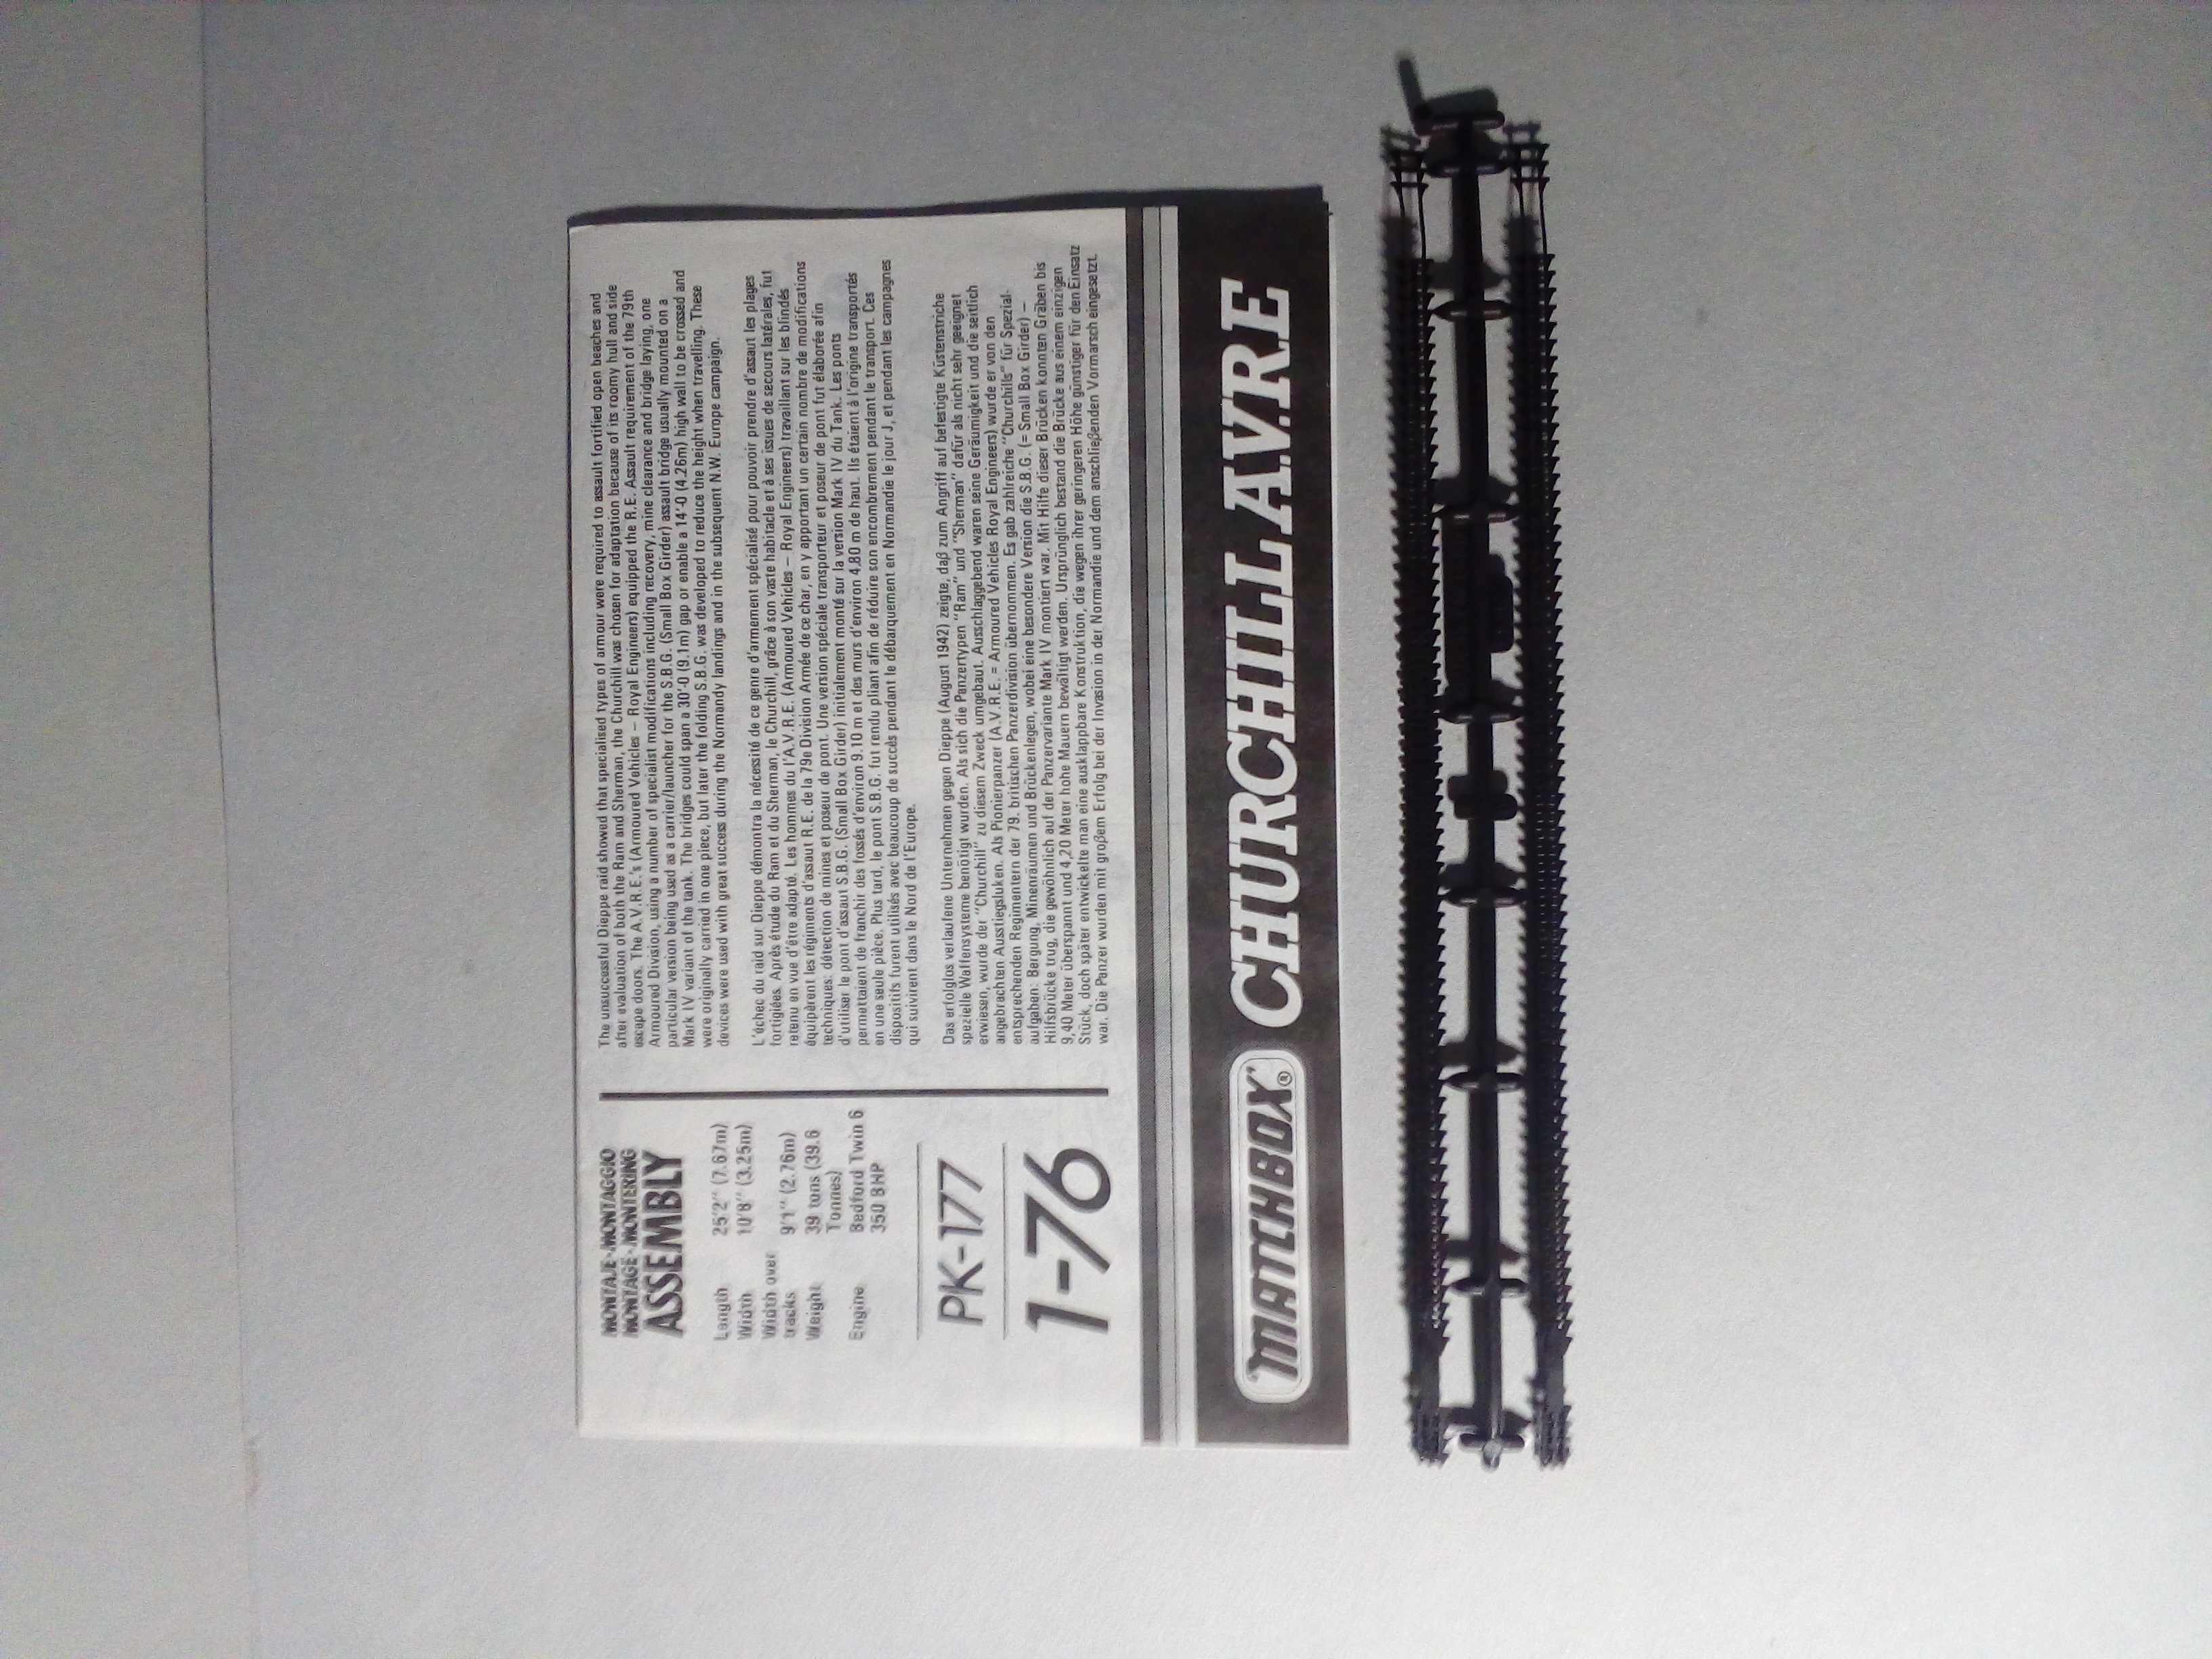 MONTAJE-MONTAGGIO
MONTAGE-MONTERING
ASSEMBLY
Length 25'2" (7.67m)
Width 10'8" (3.25m)
Width over
tracks 9'1" (2.76m)
Weight 39 tons (39.6
Tonnes)
Engine Bedford Twin 6
350 BHP
PK-177
1-76
The unsuccessful Dieppe raid showed that specialised types of armour were required to assault fortified open beaches and
after evaluation of both the Ram and Sherman, the Churchill was chosen for adaptation because of its roomy hull and side
escape doors. The A.V.R.E.'s (Armoured Vehicles – Royal Engineers) equipped the R.E. Assault requirement of the 79th
Armoured Division, using a number of specialist modifications including recovery, mine clearance and bridge laying, one
particular version being used as a carrier/launcher for the S.B.G. (Small Box Girder) assault bridge usually mounted on a
Mark IV variant of the tank. The bridges could span a 30'-0 (9.1m) gap or enable a 14'-0 (4.26m) high wall to be crossed and
were originally carried in one piece, but later the folding S.B.G. was developed to reduce the height when travelling. These
devices were used with great success during the Normandy landings and in the subsequent N.W. Europe campaign.
L'échec du raid sur Dieppe démontra la nécessité de ce genre d'armement spécialisé pour pouvoir prendre d'assaut les plages
fortigiées. Après étude du Ram et du Sherman, le Churchill, grâce à son vaste habitacle et à ses issues de secours latérales, fut
retenu en vue d'être adapté. Les hommes du l'A.V.R.E. (Armoured Vehicles – Royal Engineers) travaillant sur les blindés
équipèrent les régiments d'assaut R.E. de la 79e Division Armée de ce char, en y apportant un certain nombre de modifications
techniques: détection de mines et poseur de pont. Une version spéciale transporteur et poseur de pont fut élaborée afin
d'utiliser le pont d'assaut S.B.G. (Small Box Girder) initialement monté sur la version Mark IV du Tank. Les ponts
permettaient de franchir des fossés d'environ 9.10 m et des murs d'environ 4,80 m de haut. Ils étaient à l'origine transportés
en une seule pièce. Plus tard, le pont S.B.G. fut rendu pliant afin de réduire son encombrement pendant le transport. Ces
dispositifs furent utilisés avec beaucoup de succès pendant le débarquement en Normandie le jour J, et pendant les campagnes
qui suivirent dans le Nord de l'Europe.
Das erfolglos verlaufene Unternehmen gegen Dieppe (August 1942) zeigte, daß zum Angriff auf befestigte Küstenstriche
spezielle Waffensysteme benötigt wurden. Als sich die Panzertypen "Ram" und "Sherman" dafür als nicht sehr geeignet
erwiesen, wurde der "Churchill" zu diesem Zweck umgebaut. Ausschlaggebend waren seine Geräumigkeit und die seitlich
angebrachten Ausstiegsluken. Als Pionierpanzer (A.V.R.E. = Armoured Vehicles Royal Engineers) wurde er von den
entsprechenden Regimentern der 79. britischen Panzerdivision übernommen. Es gab zahlreiche "Churchills" für Spezial-
aufgaben: Bergung, Minenräumen und Brückenlegen, wobei eine besondere Version die S.B.G. (= Small Box Girder) –
Hilfsbrücke trug, die gewöhnlich auf der Panzervariante Mark IV montiert war. Mit Hilfe dieser Brücken konnten Gräben bis
9,40 Meter überspannt und 4,20 Meter hohe Mauern bewältigt werden. Ursprünglich bestand die Brücke aus einem einzigen
Stück, doch später entwickelte man eine ausklappbare Konstruktion, die wegen ihrer geringeren Höhe günstiger für den Einsatz
war. Die Panzer wurden mit großem Erfolg bei der Invasion in der Normandie und dem anschließenden Vormarsch eingesetzt.
MATCHBOX® CHURCHILL AVRE